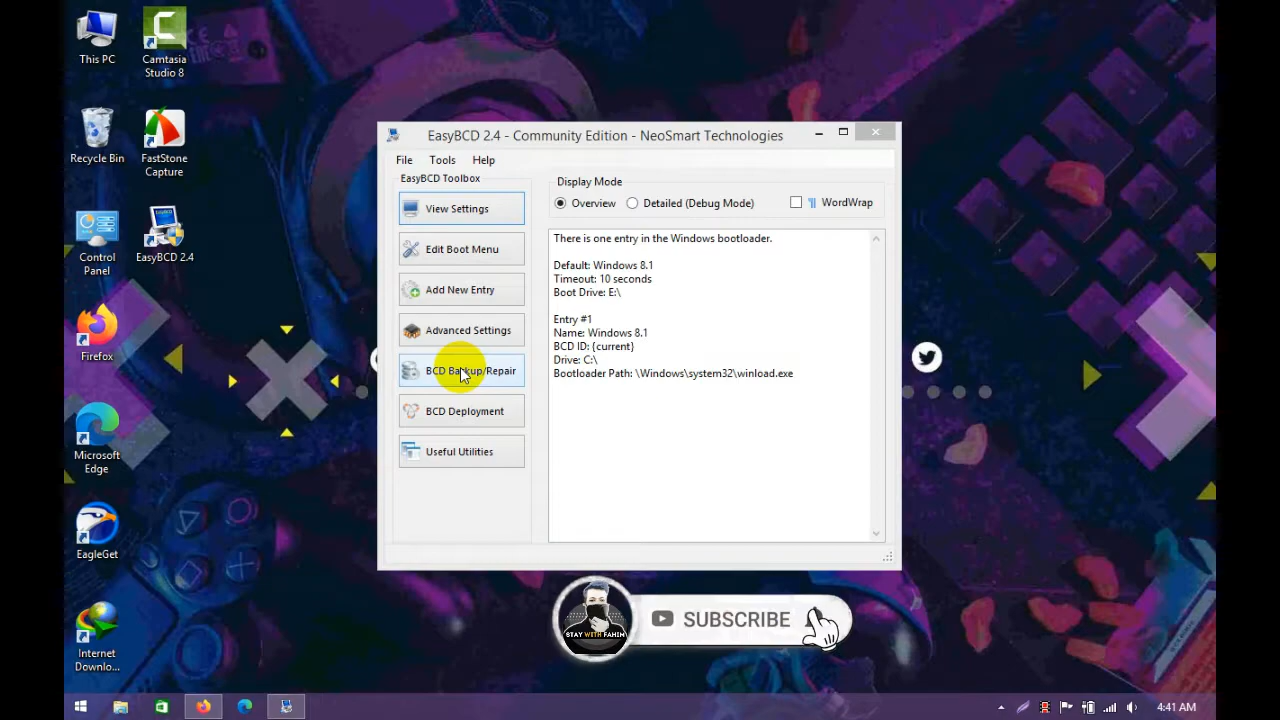 This PC
Camtasia
Studio 8
Recycle Bin
FastStone
Capture
Control
Panel
EasyBCD 2.4
Firefox
Microsoft
Edge
EagleGet
Internet
Downlo...
EasyBCD 2.4 - Community Edition - NeoSmart Technologies
File Tools Help
EasyBCD Toolbox
View Settings
Edit Boot Menu
Add New Entry
Advanced Settings
BCD Backup/Repair
BCD Deployment
Useful Utilities
Display Mode
Overview Detailed (Debug Mode) WordWrap
There is one entry in the Windows bootloader.
Default: Windows 8.1
Timeout: 10 seconds
Boot Drive: E:\
Entry #1
Name: Windows 8.1
BCD ID: {current}
Drive: C:\
Bootloader Path: \Windows\system32\winload.exe
STAY WITH FAHIM
SUBSCRIBE
4:41 AM